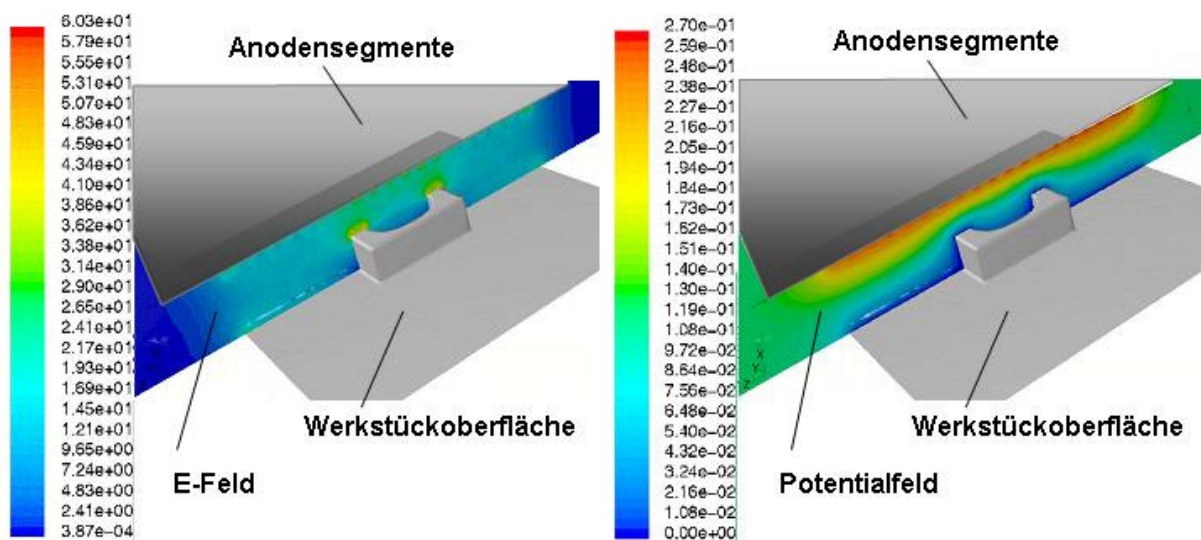 6.03e+01
5.79e+01
5.55e+01
5.31e+01
5.07e+01
4.83e+01
4.59e+01
4.34e+01
4.10e+01
3.86e+01
3.62e+01
3.38e+01
3.14e+01
2.90e+01
2.65e+01
2.41e+01
2.17e+01
1.93e+01
1.69e+01
1.45e+01
1.21e+01
9.65e+00
7.24e+00
4.83e+00
2.41e+00
3.87e-04
Anodensegmente
Werkstückoberfläche
E-Feld
2.70e-01
2.59e-01
2.48e-01
2.38e-01
2.27e-01
2.16e-01
2.05e-01
1.94e-01
1.84e-01
1.73e-01
1.62e-01
1.51e-01
1.40e-01
1.30e-01
1.19e-01
1.08e-01
9.72e-02
8.64e-02
7.56e-02
6.48e-02
5.40e-02
4.32e-02
3.24e-02
2.16e-02
1.08e-02
0.00e+00
Anodensegmente
X
Y
Z
Werkstückoberfläche
Potentialfeld